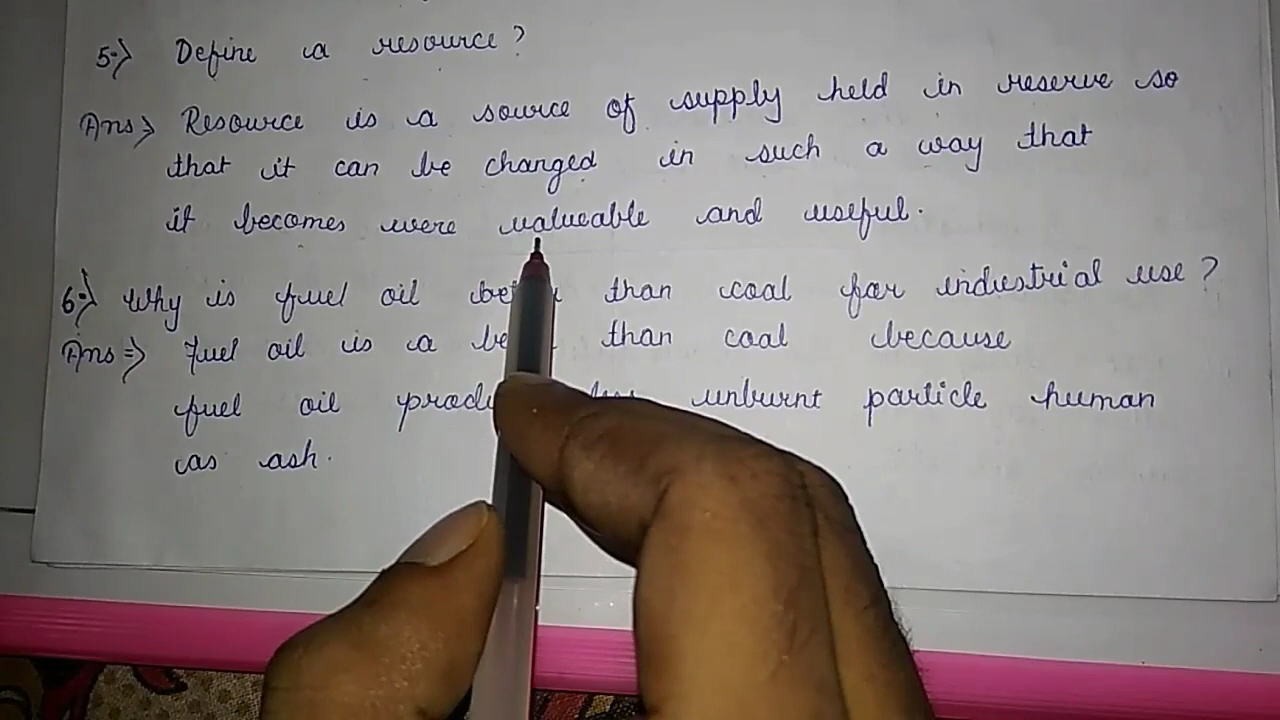 5→ Define a resource?
Ans→ Resource is a source of supply held in reserve so
that it can be changed in such a way that
it becomes were valueable and useful.
6→ Why is fuel oil than coal for industrial use?
Ans⇒ Fuel oil is a than coal because
fuel oil unburnt particle human
as ash.